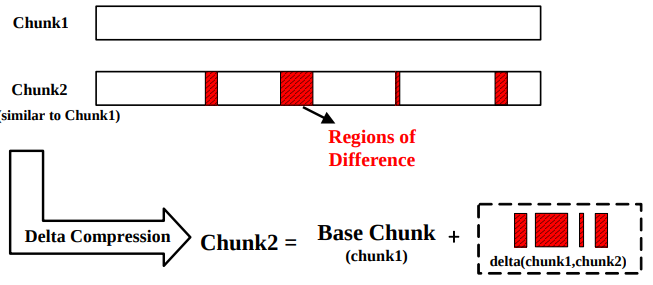 Chunk1
Chunk2
(similar to Chunk1)
Regions of
Difference
Delta Compression
Chunk2 =
Base Chunk
(chunk1)
+
delta(chunk1,chunk2)